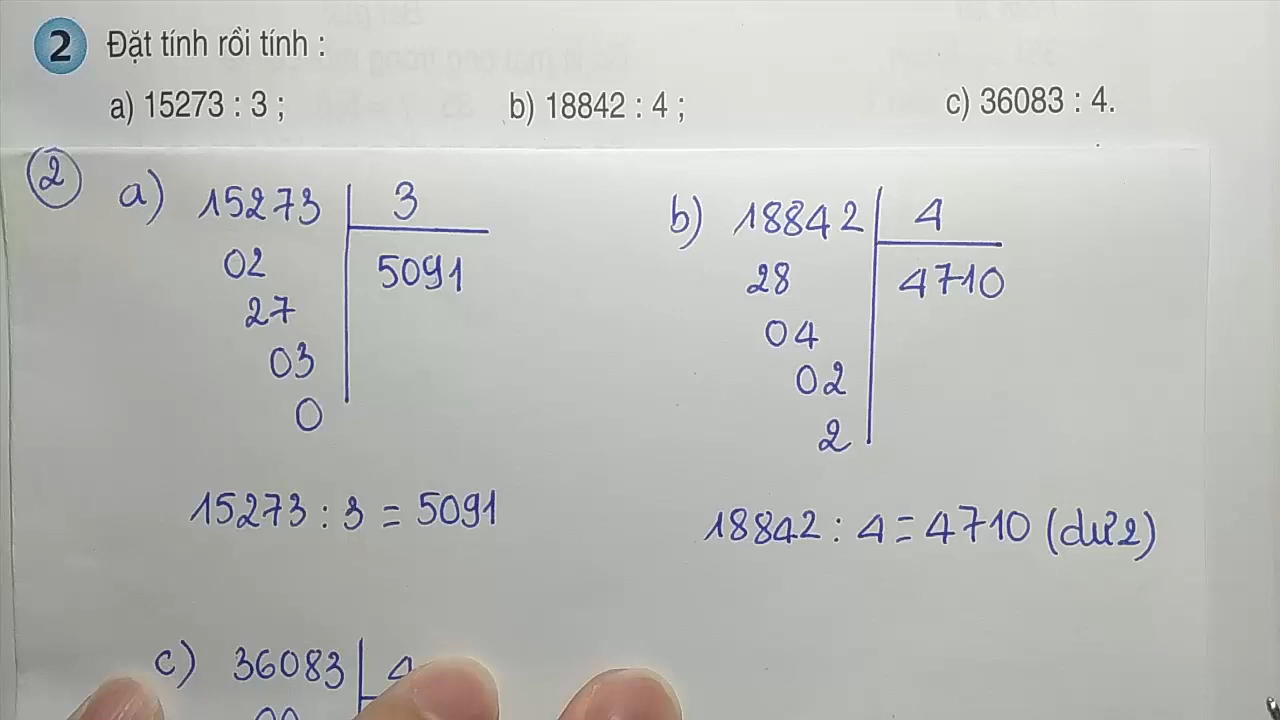 2 Đặt tính rồi tính :
a) 15273 : 3 ; b) 18842 : 4 ; c) 36083 : 4.
2 a) 15273 3
02 5091
27
03
0
15273 : 3 = 5091
b) 18842 4
28 4710
04
02
2
18842 : 4 = 4710 (dư 2)
c) 36083 4